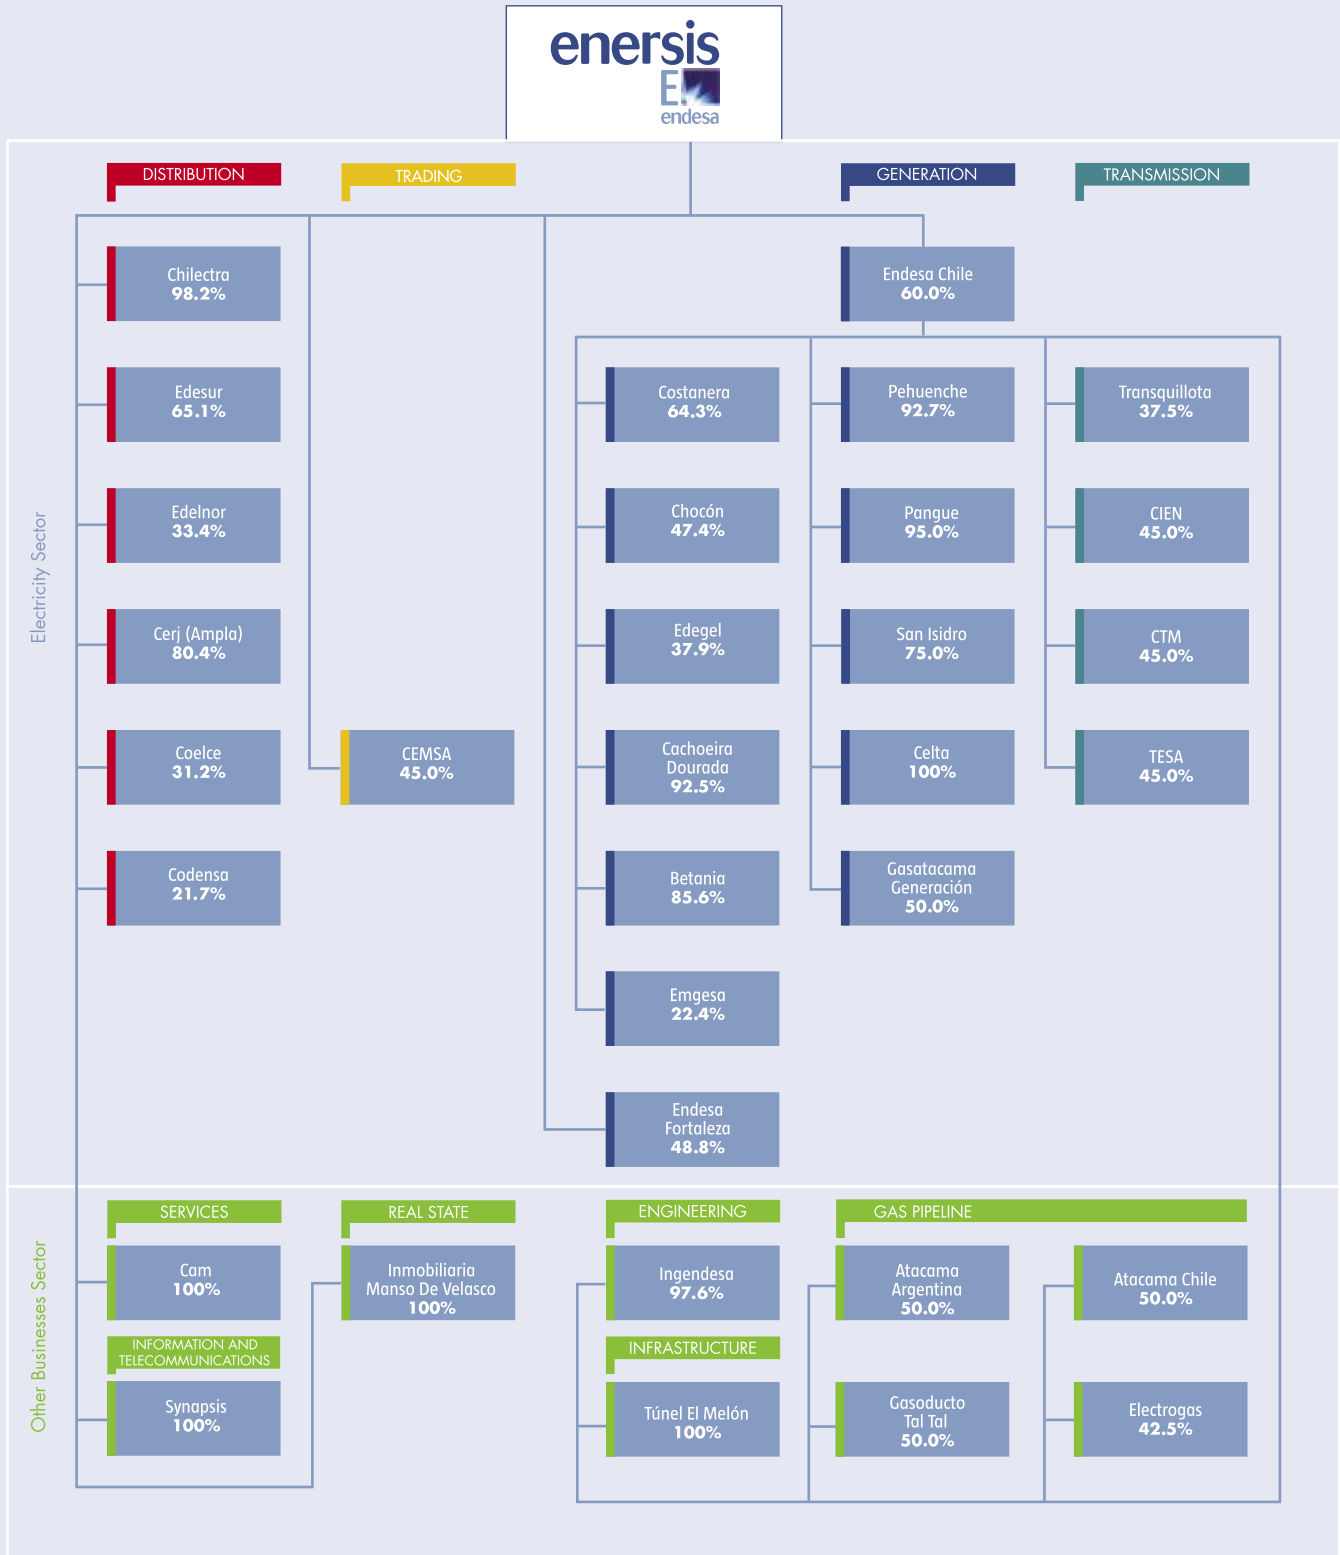 enersis
E
endesa
DISTRIBUTION
TRADING
GENERATION
TRANSMISSION
Electricity Sector
Chilectra
98.2%
Endesa Chile
60.0%
Edesur
65.1%
Costanera
64.3%
Pehuenche
92.7%
Transquillota
37.5%
Edelnor
33.4%
Chocón
47.4%
Pangue
95.0%
CIEN
45.0%
Cerj (Ampla)
80.4%
Edegel
37.9%
San Isidro
75.0%
CTM
45.0%
Coelce
31.2%
CEMSA
45.0%
Cachoeira
Dourada
92.5%
Celta
100%
TESA
45.0%
Codensa
21.7%
Betania
85.6%
Gasatacama
Generación
50.0%
Emgesa
22.4%
Endesa
Fortaleza
48.8%
Other Businesses Sector
SERVICES
REAL STATE
ENGINEERING
GAS PIPELINE
Cam
100%
Inmobiliaria
Manso De Velasco
100%
Ingendesa
97.6%
Atacama
Argentina
50.0%
Atacama Chile
50.0%
INFORMATION AND
TELECOMMUNICATIONS
INFRASTRUCTURE
Synapsis
100%
Túnel El Melón
100%
Gasoducto
Tal Tal
50.0%
Electrogas
42.5%